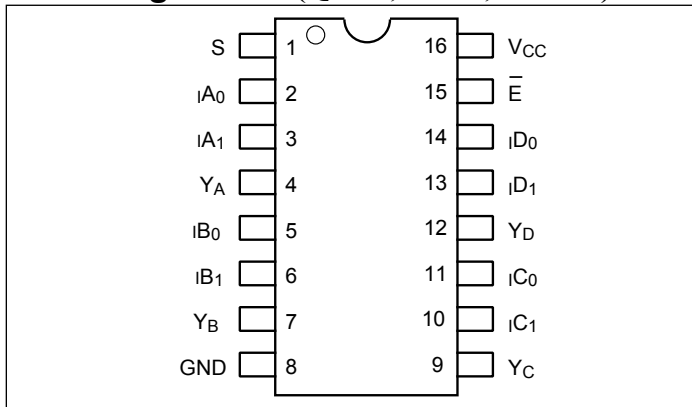 S 1 16 VCC
IA0 2 15 E̅
IA1 3 14 ID0
YA 4 13 ID1
IB0 5 12 YD
IB1 6 11 IC0
YB 7 10 IC1
GND 8 9 YC